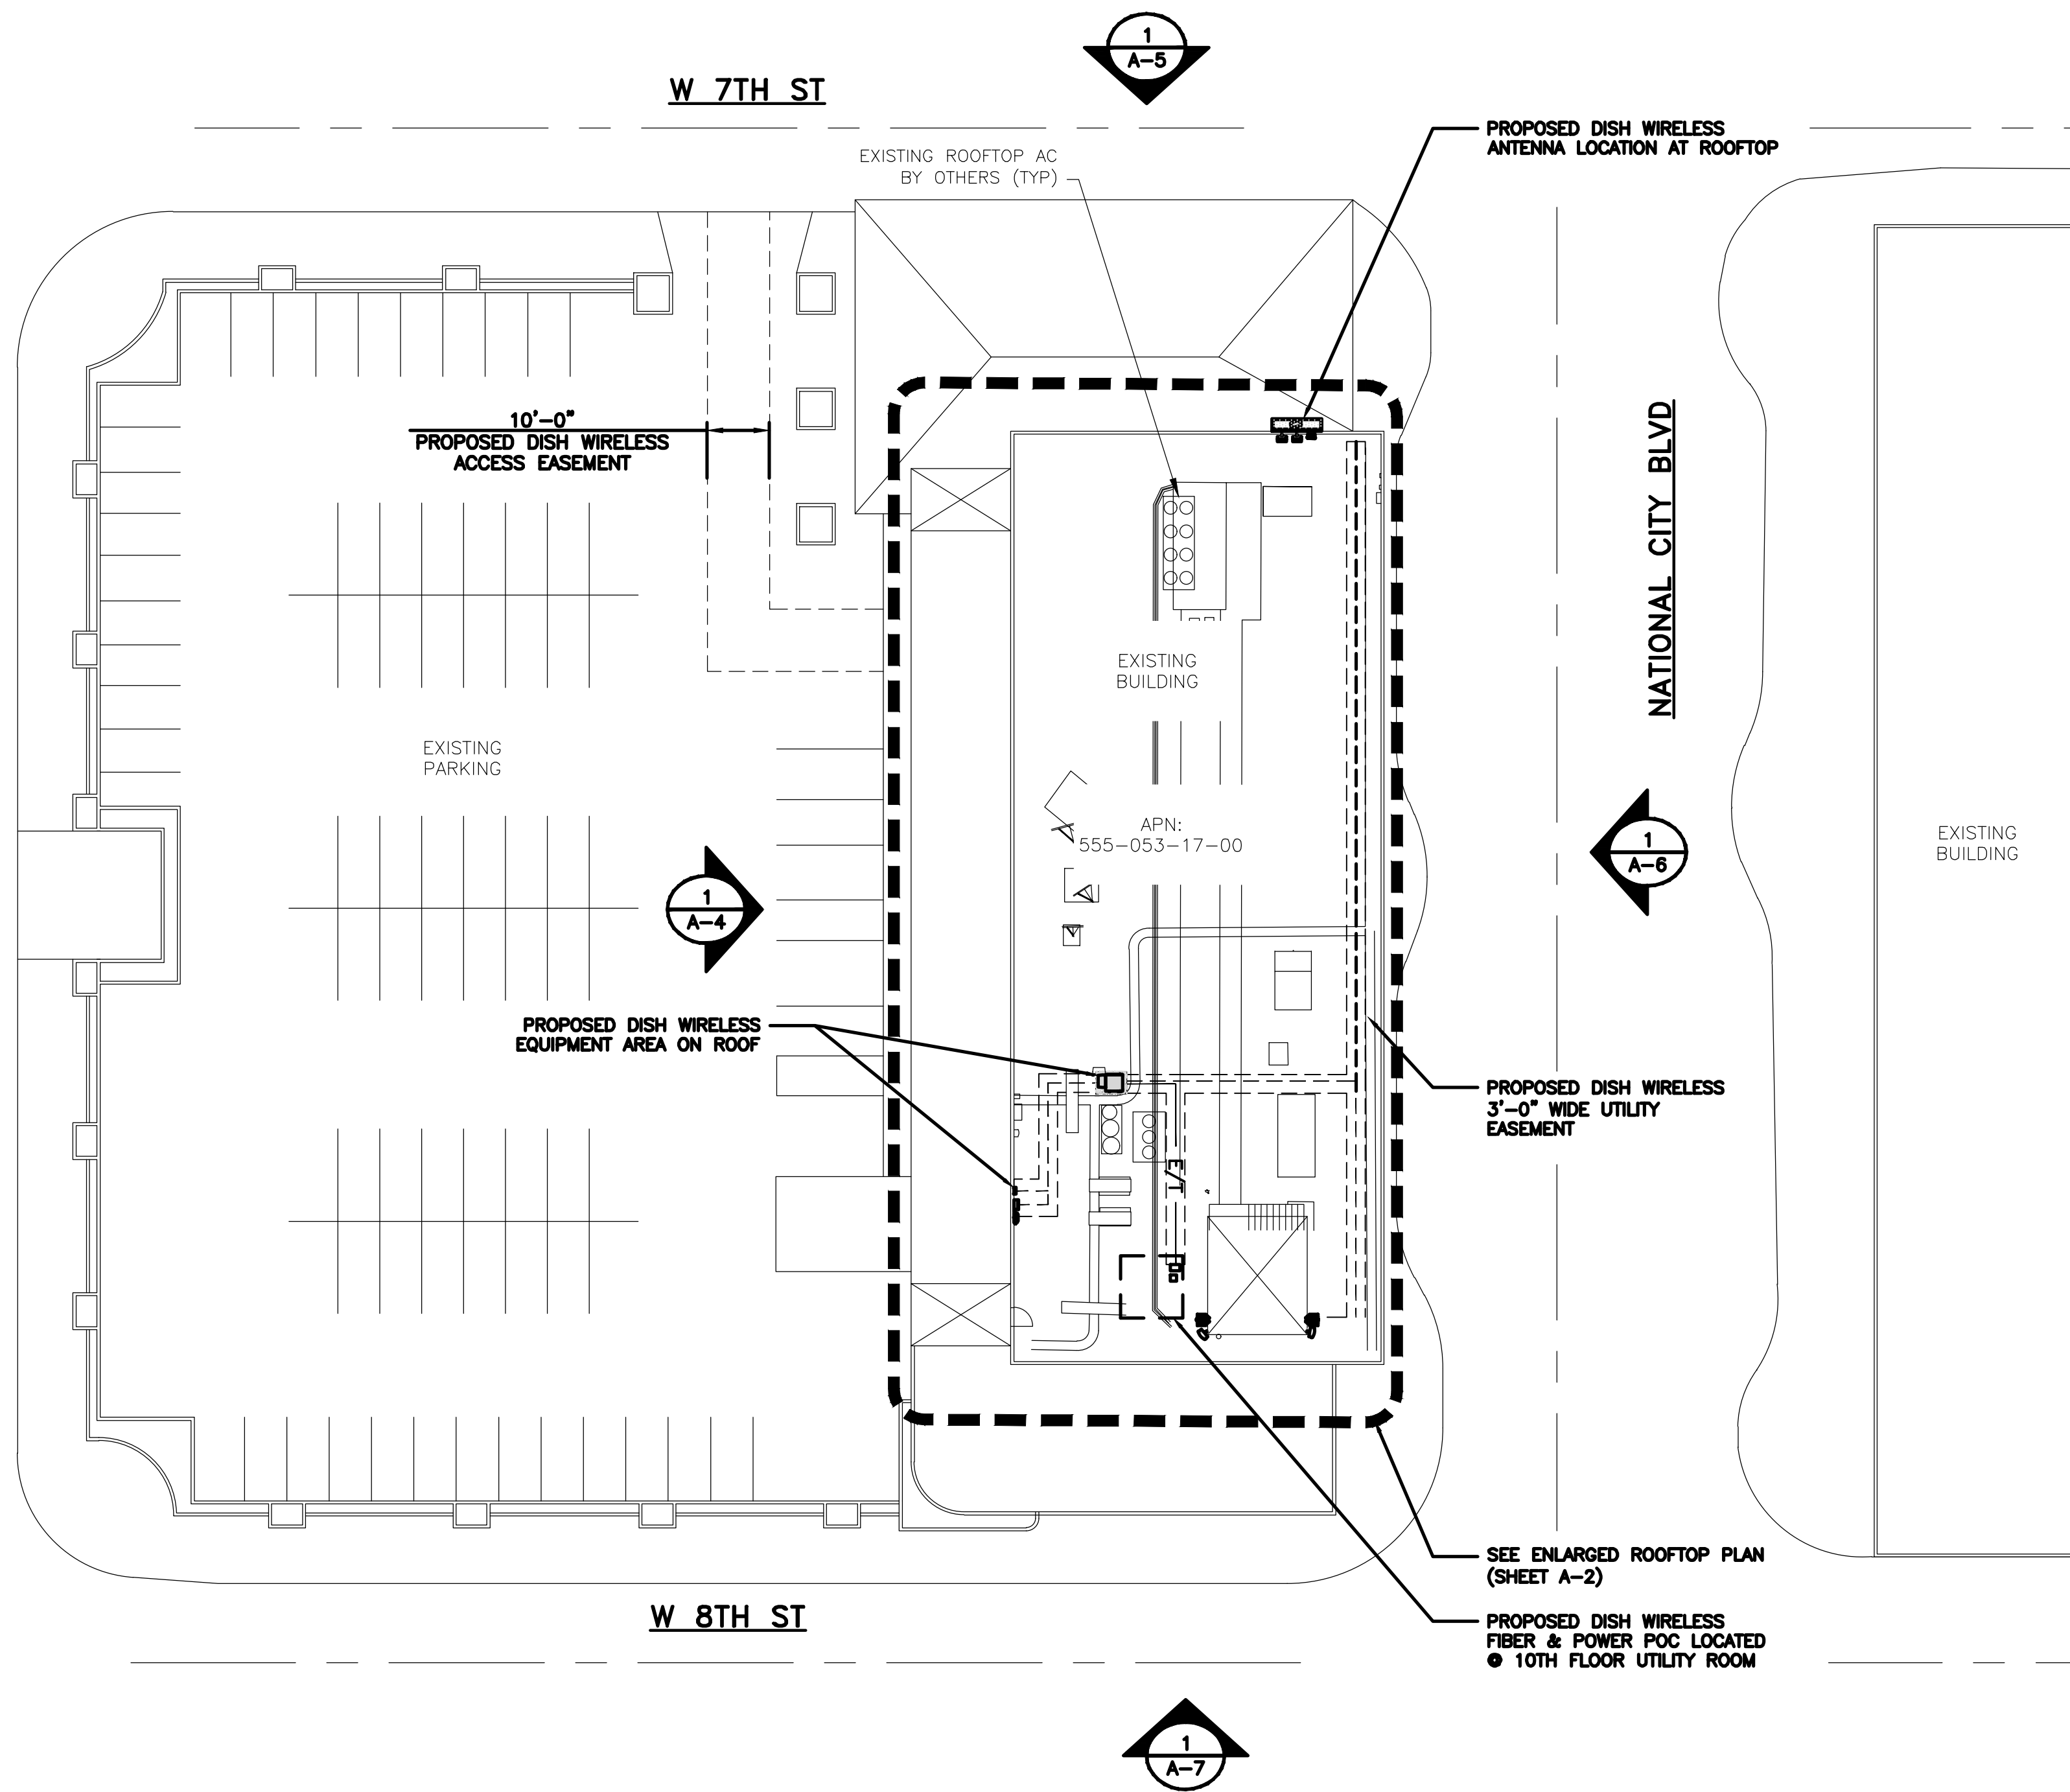 1
A-5
W 7TH ST
PROPOSED DISH WIRELESS
ANTENNA LOCATION AT ROOFTOP
EXISTING ROOFTOP AC
BY OTHERS (TYP)
10'-0"
PROPOSED DISH WIRELESS
ACCESS EASEMENT
NATIONAL CITY BLVD
EXISTING
BUILDING
EXISTING
PARKING
APN:
555-053-17-00
1
A-6
EXISTING
BUILDING
1
A-4
A
A
A
PROPOSED DISH WIRELESS
EQUIPMENT AREA ON ROOF
PROPOSED DISH WIRELESS
3'-0" WIDE UTILITY
EASEMENT
E/T
SEE ENLARGED ROOFTOP PLAN
(SHEET A-2)
W 8TH ST
PROPOSED DISH WIRELESS
FIBER & POWER POC LOCATED
@ 10TH FLOOR UTILITY ROOM
1
A-7